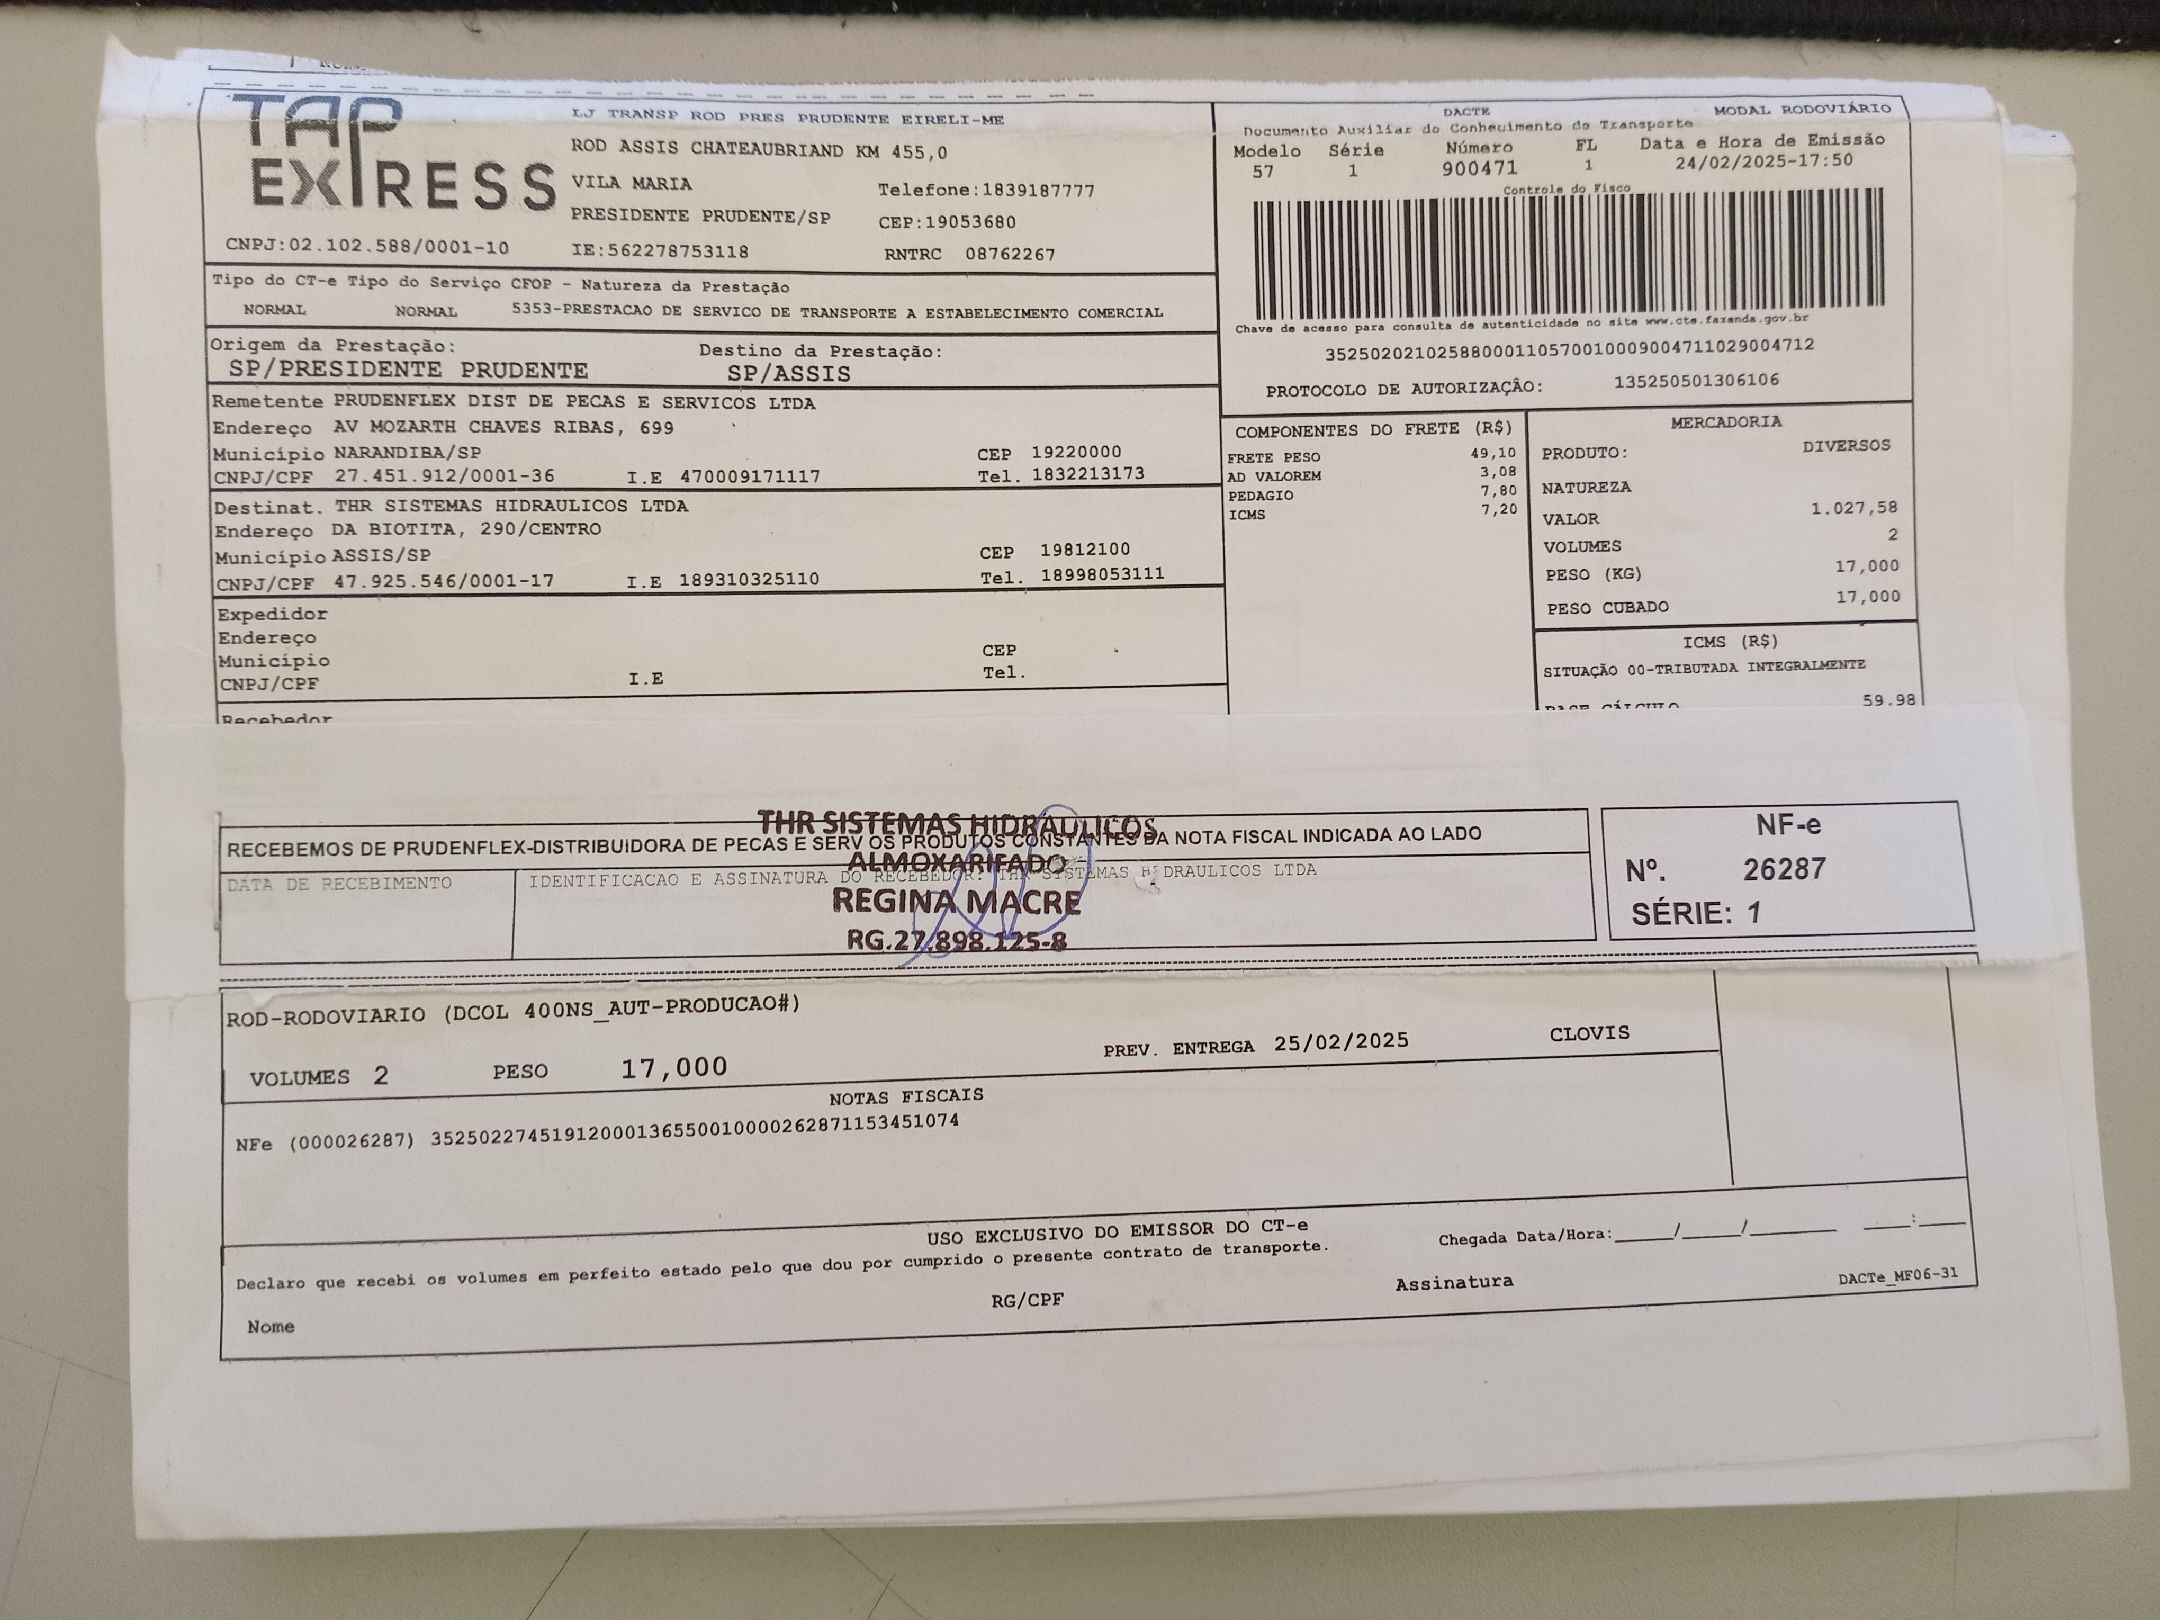 TAP
EXPRESS
LJ TRANSP ROD PRES PRUDENTE EIRELI-ME
ROD ASSIS CHATEAUBRIAND KM 455,0
VILA MARIA Telefone:1839187777
PRESIDENTE PRUDENTE/SP CEP:19053680
CNPJ:02.102.588/0001-10 IE:562278753118 RNTRC 08762267
DACTE MODAL RODOVIÁRIO
Documento Auxiliar do Conhecimento de Transporte
Modelo Série Número FL Data e Hora de Emissão
57 1 900471 1 24/02/2025-17:50
Controle do Fisco
Chave de acesso para consulta de autenticidade no site www.cte.fazenda.gov.br
35250202102588000110570010009004711029004712
PROTOCOLO DE AUTORIZAÇÃO: 135250501306106
Tipo do CT-e Tipo do Serviço CFOP - Natureza da Prestação
NORMAL NORMAL 5353-PRESTACAO DE SERVICO DE TRANSPORTE A ESTABELECIMENTO COMERCIAL
Origem da Prestação: Destino da Prestação:
SP/PRESIDENTE PRUDENTE SP/ASSIS
Remetente PRUDENFLEX DIST DE PECAS E SERVICOS LTDA
Endereço AV MOZARTH CHAVES RIBAS, 699
Município NARANDIBA/SP CEP 19220000
CNPJ/CPF 27.451.912/0001-36 I.E 470009171117 Tel. 1832213173
Destinat. THR SISTEMAS HIDRAULICOS LTDA
Endereço DA BIOTITA, 290/CENTRO
Município ASSIS/SP CEP 19812100
CNPJ/CPF 47.925.546/0001-17 I.E 189310325110 Tel. 18998053111
Expedidor
Endereço
Município CEP
CNPJ/CPF I.E Tel.
Recebedor
COMPONENTES DO FRETE (R$)
FRETE PESO 49,10
AD VALOREM 3,08
PEDAGIO 7,80
ICMS 7,20
MERCADORIA
PRODUTO: DIVERSOS
NATUREZA
VALOR 1.027,58
VOLUMES 2
PESO (KG) 17,000
PESO CUBADO 17,000
ICMS (R$)
SITUAÇÃO 00-TRIBUTADA INTEGRALMENTE
BASE CÁLCULO 59,98
THR SISTEMAS HIDRAULICOS
RECEBEMOS DE PRUDENFLEX-DISTRIBUIDORA DE PECAS E SERV OS PRODUTOS CONSTANTES DA NOTA FISCAL INDICADA AO LADO
ALMOXARIFADO
DATA DE RECEBIMENTO IDENTIFICACAO E ASSINATURA DO RECEBEDOR: THR SISTEMAS HIDRAULICOS LTDA
REGINA MACRE
RG.27.898.125-8
NF-e
Nº. 26287
SÉRIE: 1
ROD-RODOVIARIO (DCOL 400NS_AUT-PRODUCAO#)
VOLUMES 2 PESO 17,000 PREV. ENTREGA 25/02/2025 CLOVIS
NOTAS FISCAIS
NFe (000026287) 35250227451912000136550010000262871153451074
USO EXCLUSIVO DO EMISSOR DO CT-e
Declaro que recebi os volumes em perfeito estado pelo que dou por cumprido o presente contrato de transporte.
Chegada Data/Hora:_____/_____/_______ ____:____
Nome RG/CPF Assinatura DACTe_MF06-31